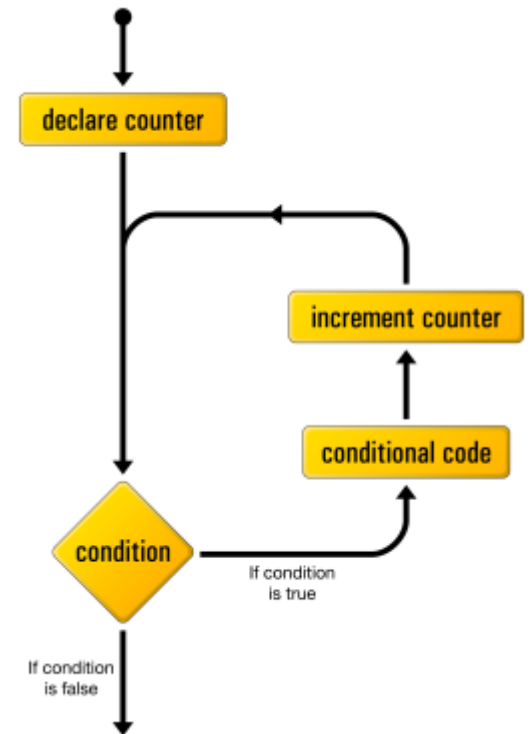 declare counter
increment counter
conditional code
condition
If condition
is true
If condition
is false